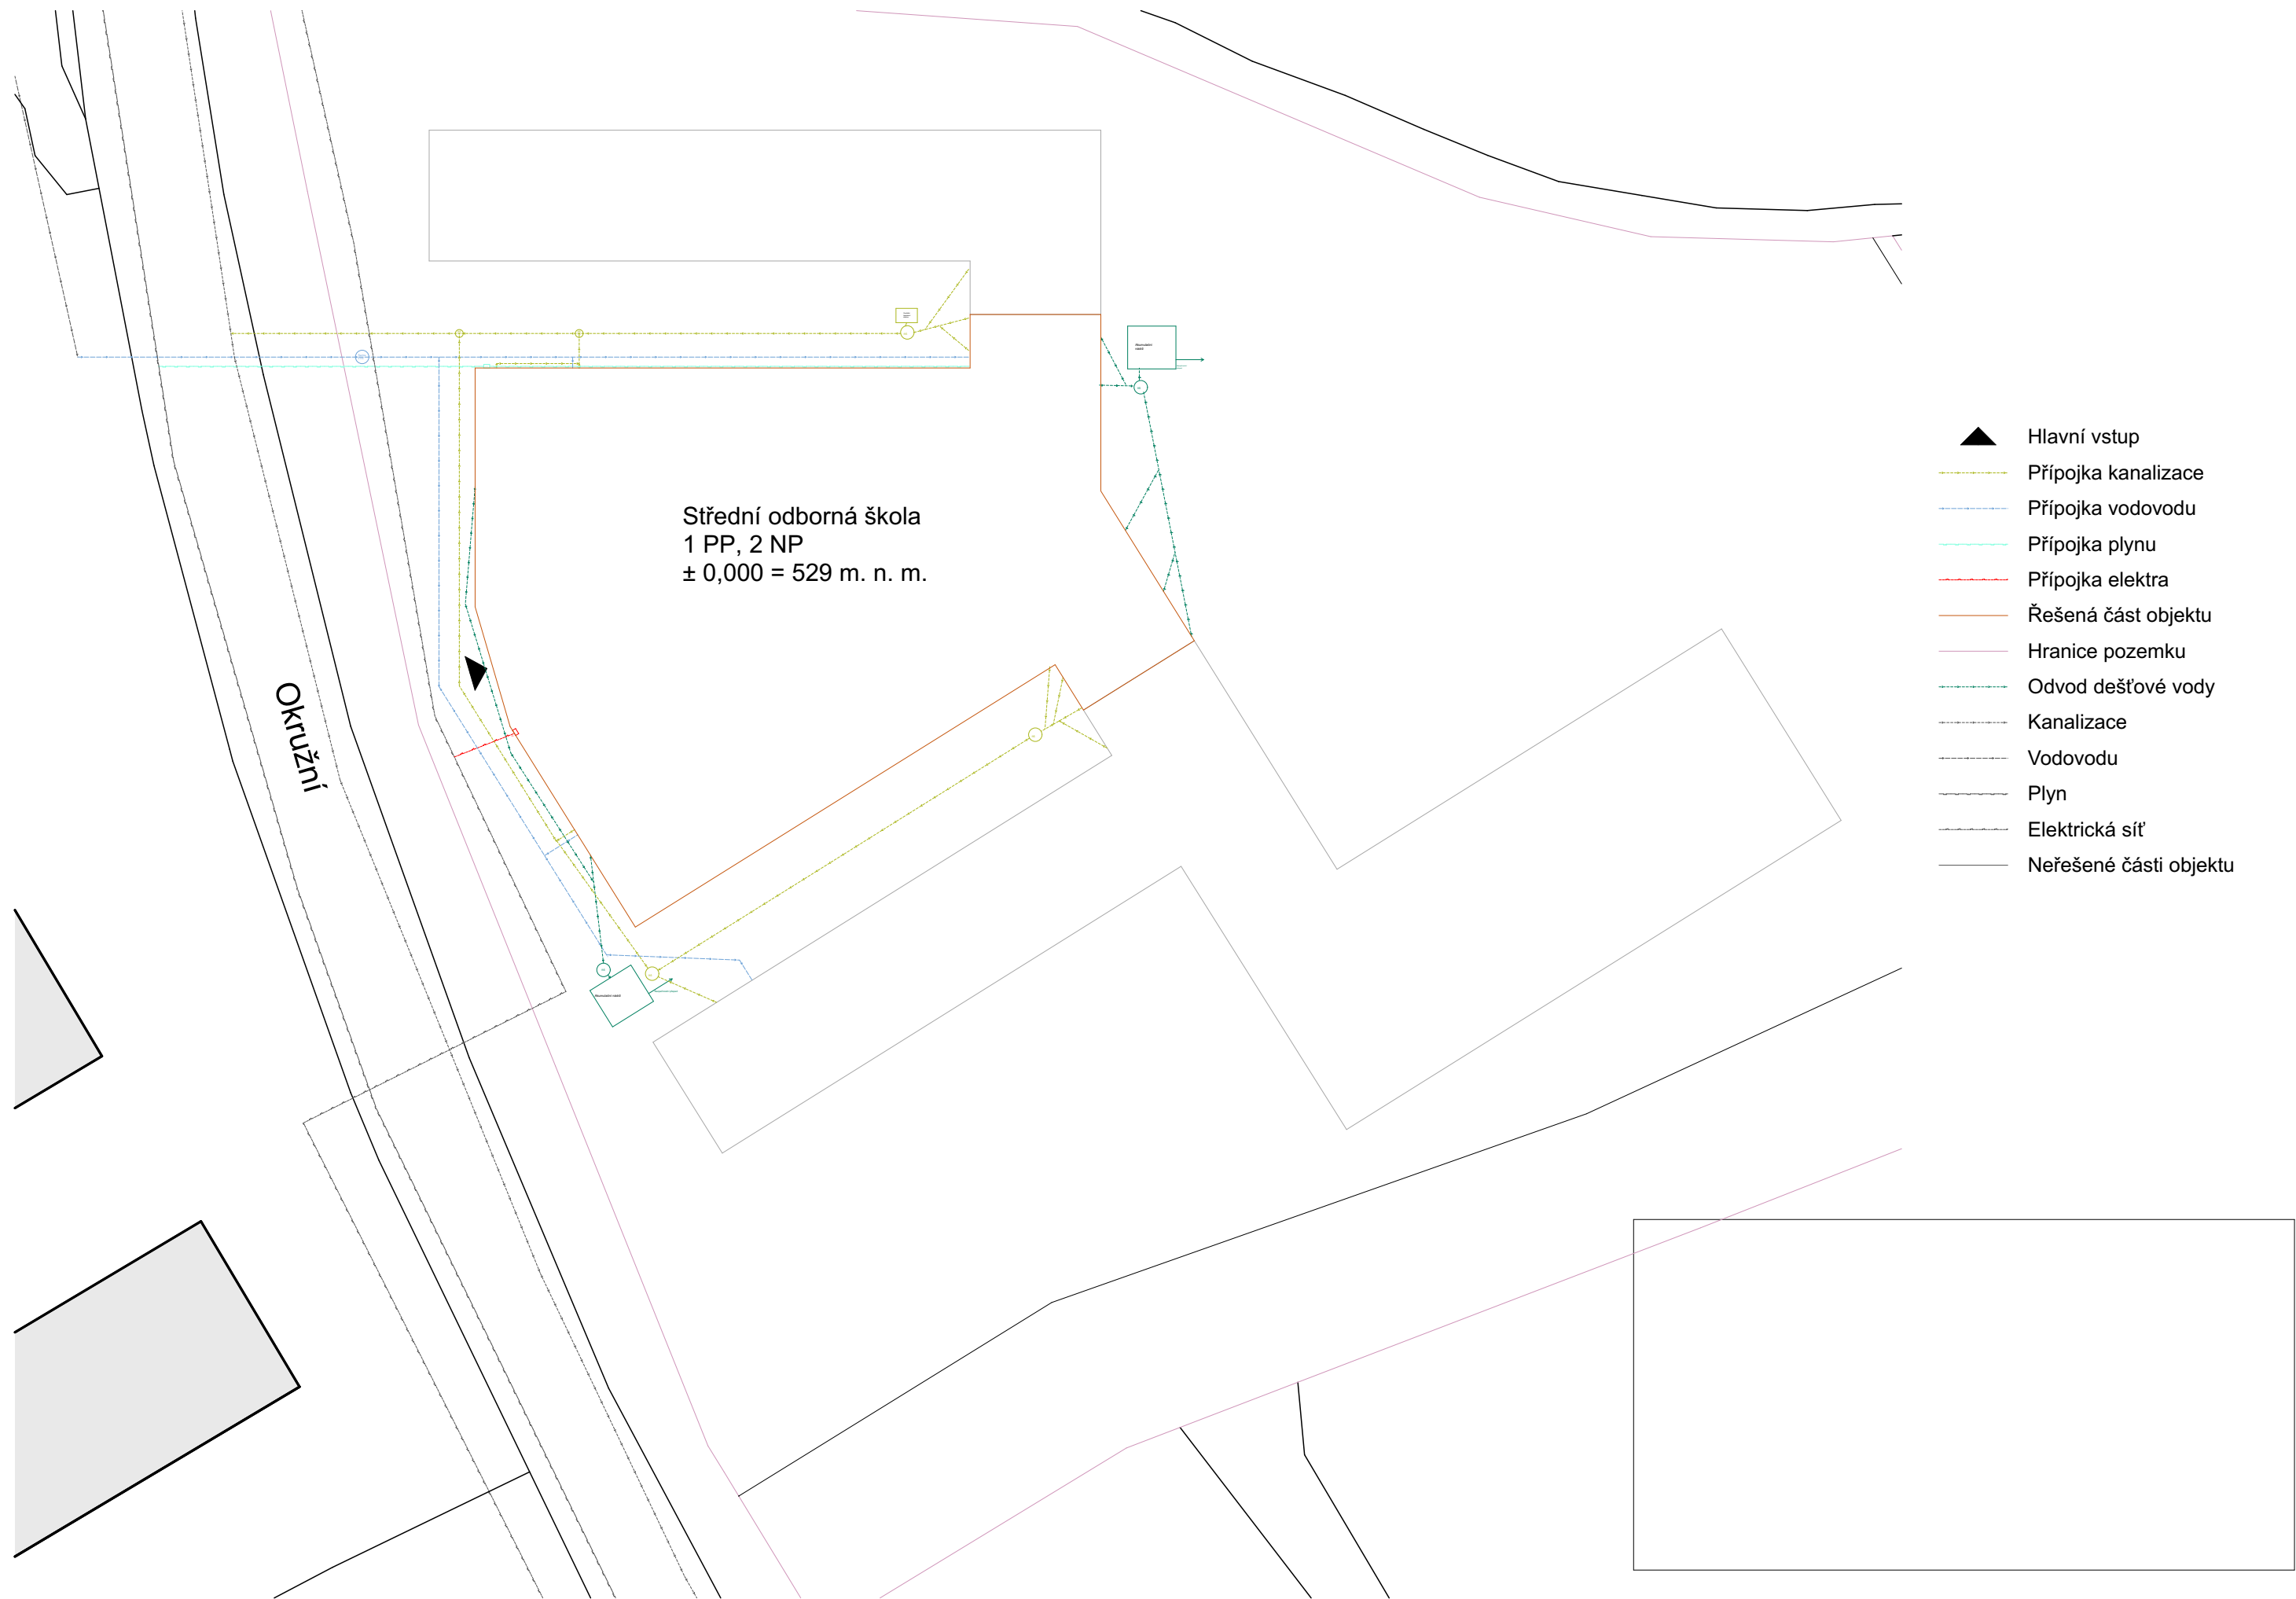 Střední odborná škola
1 PP, 2 NP
± 0,000 = 529 m. n. m.
Okružní
Hlavní vstup
Přípojka kanalizace
Přípojka vodovodu
Přípojka plynu
Přípojka elektra
Řešená část objektu
Hranice pozemku
Odvod dešťové vody
Kanalizace
Vodovodu
Plyn
Elektrická síť
Neřešené části objektu